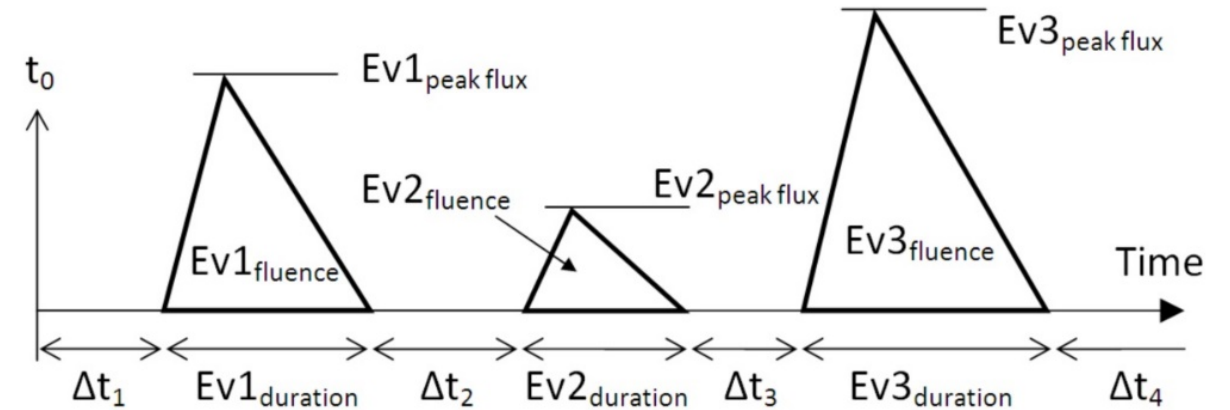 Ev3peak flux
t0
Ev1peak flux
Ev2fluence
Ev2peak flux
Ev1fluence
Ev3fluence
Time
Δt1
Ev1duration
Δt2
Ev2duration
Δt3
Ev3duration
Δt4